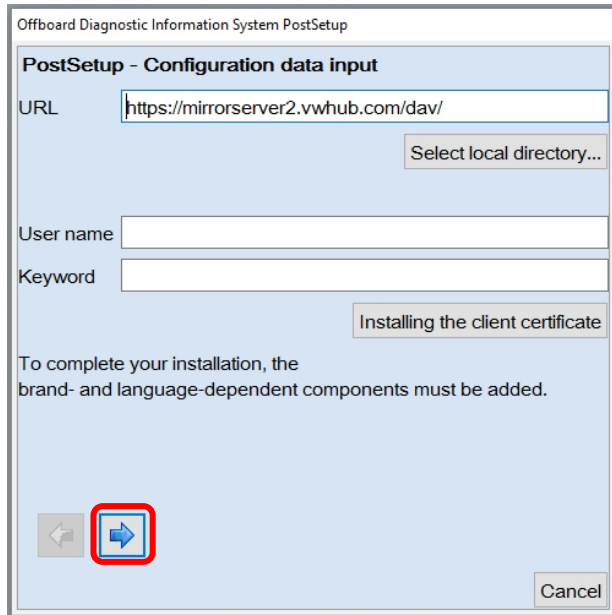 Offboard Diagnostic Information System PostSetup
PostSetup - Configuration data input
URL https://mirrorserver2.vwhub.com/dav/
Select local directory...
User name
Keyword
Installing the client certificate
To complete your installation, the
brand- and language-dependent components must be added.
Cancel